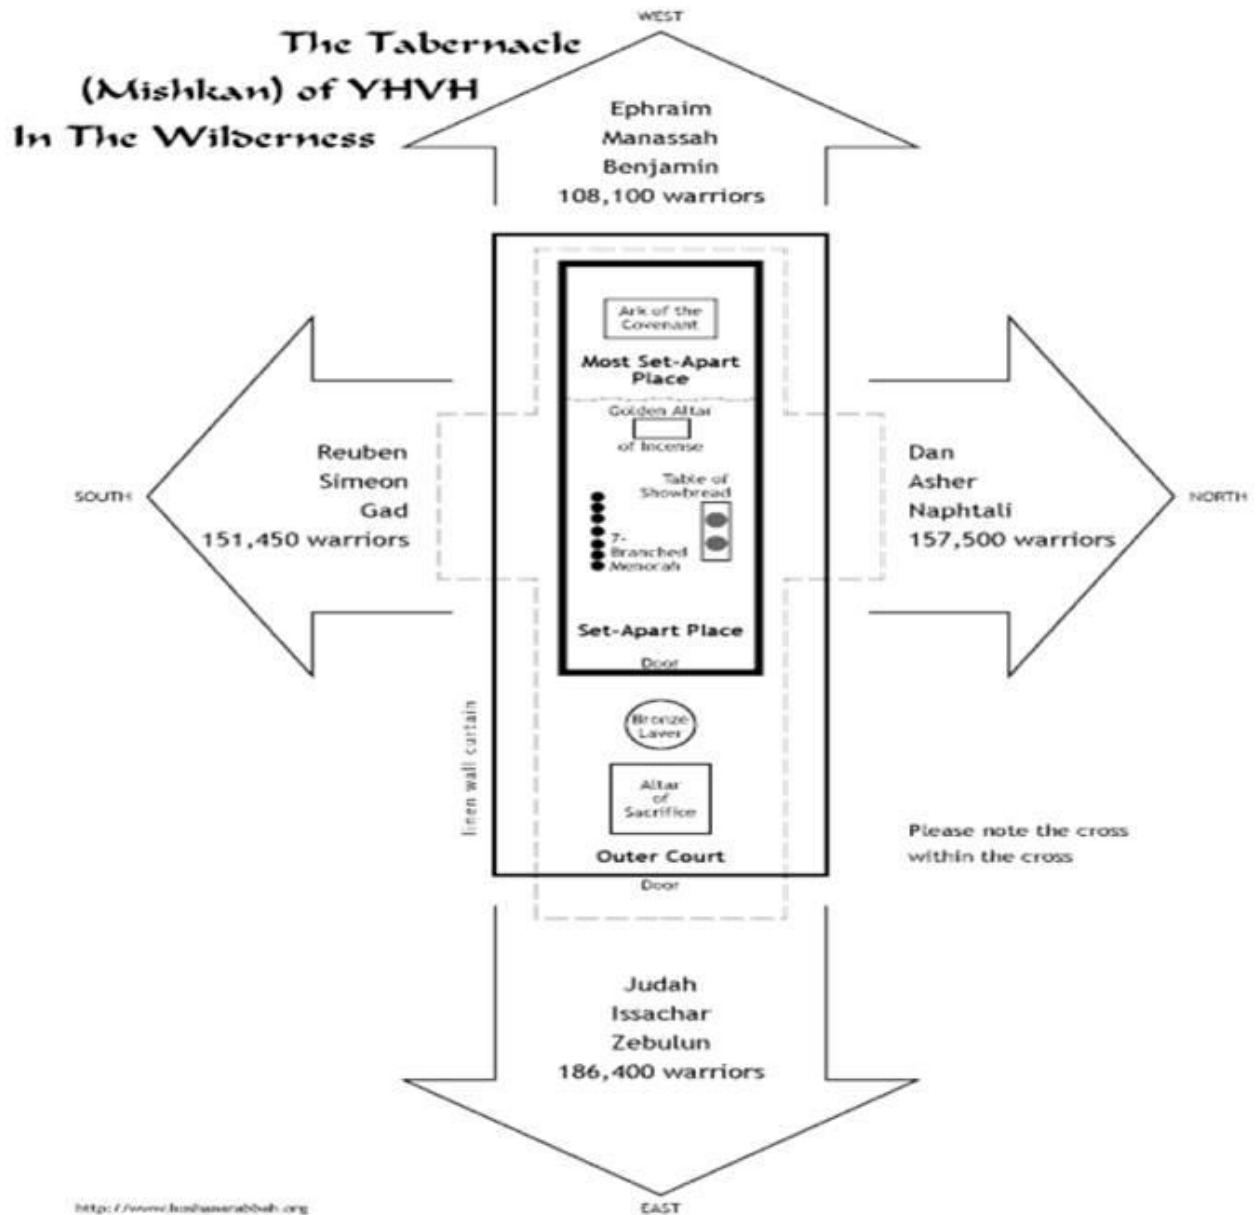 WEST
The Tabernacle
(Mishkan) of YHVH
In The Wilderness
Ephraim
Manassah
Benjamin
108,100 warriors
Ark of the
Covenant
Most Set-Apart
Place
Golden Altar
of Incense
SOUTH
Reuben
Simeon
Gad
151,450 warriors
Table of
Showbread
7-
Branched
Menorah
Dan
Asher
Naphtali
157,500 warriors
NORTH
Set-Apart Place
Door
linen wall curtain
Bronze
Laver
Altar
of
Sacrifice
Outer Court
Door
Please note the cross
within the cross
Judah
Issachar
Zebulun
186,400 warriors
EAST
http://www.hoshanarabbah.org